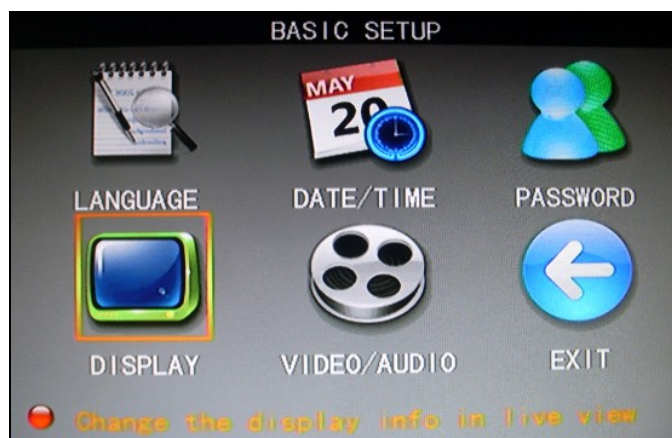 BASIC SETUP
MAY
20
LANGUAGE DATE/TIME PASSWORD
DISPLAY VIDEO/AUDIO EXIT
Change the display info in live view